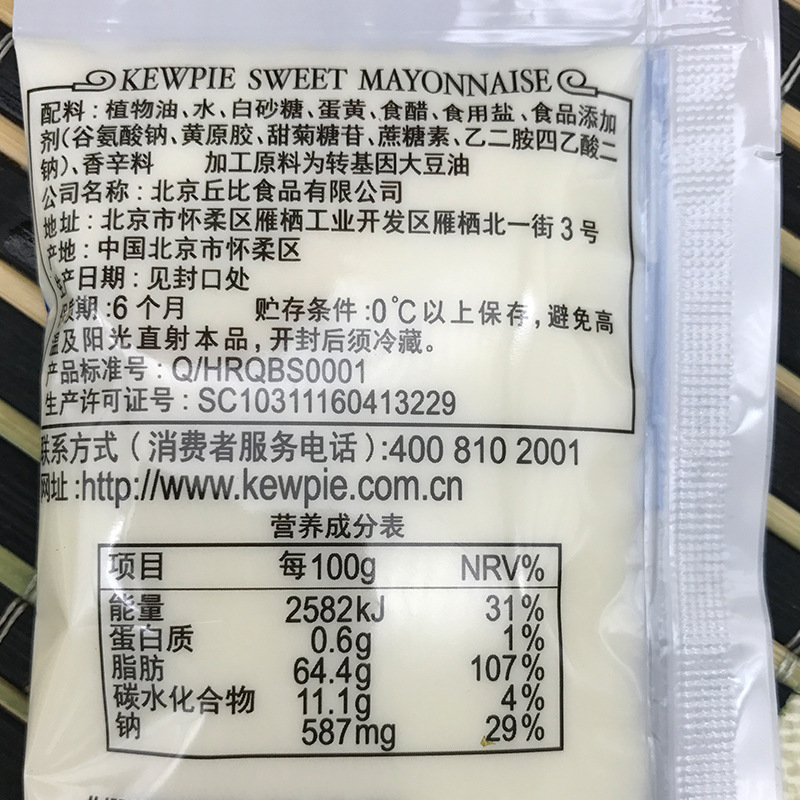 KEWPIE SWEET MAYONNAISE
配料：植物油、水、白砂糖、蛋黄、食醋、食用盐、食品添加
剂(谷氨酸钠、黄原胶、甜菊糖苷、蔗糖素、乙二胺四乙酸二
钠)、香辛料 加工原料为转基因大豆油
公司名称：北京丘比食品有限公司
地址：北京市怀柔区雁栖工业开发区雁栖北一街3号
产地：中国北京市怀柔区
生产日期：见封口处
质期：6个月 贮存条件：0℃以上保存，避免高
温及阳光直射本品，开封后须冷藏。
产品标准号：Q/HRQBS0001
生产许可证号：SC10311160413229
联系方式（消费者服务电话）:400 810 2001
网址:http://www.kewpie.com.cn
营养成分表
项目 每100g NRV%
能量 2582kJ 31%
蛋白质 0.6g 1%
脂肪 64.4g 107%
碳水化合物 11.1g 4%
钠 587mg 29%